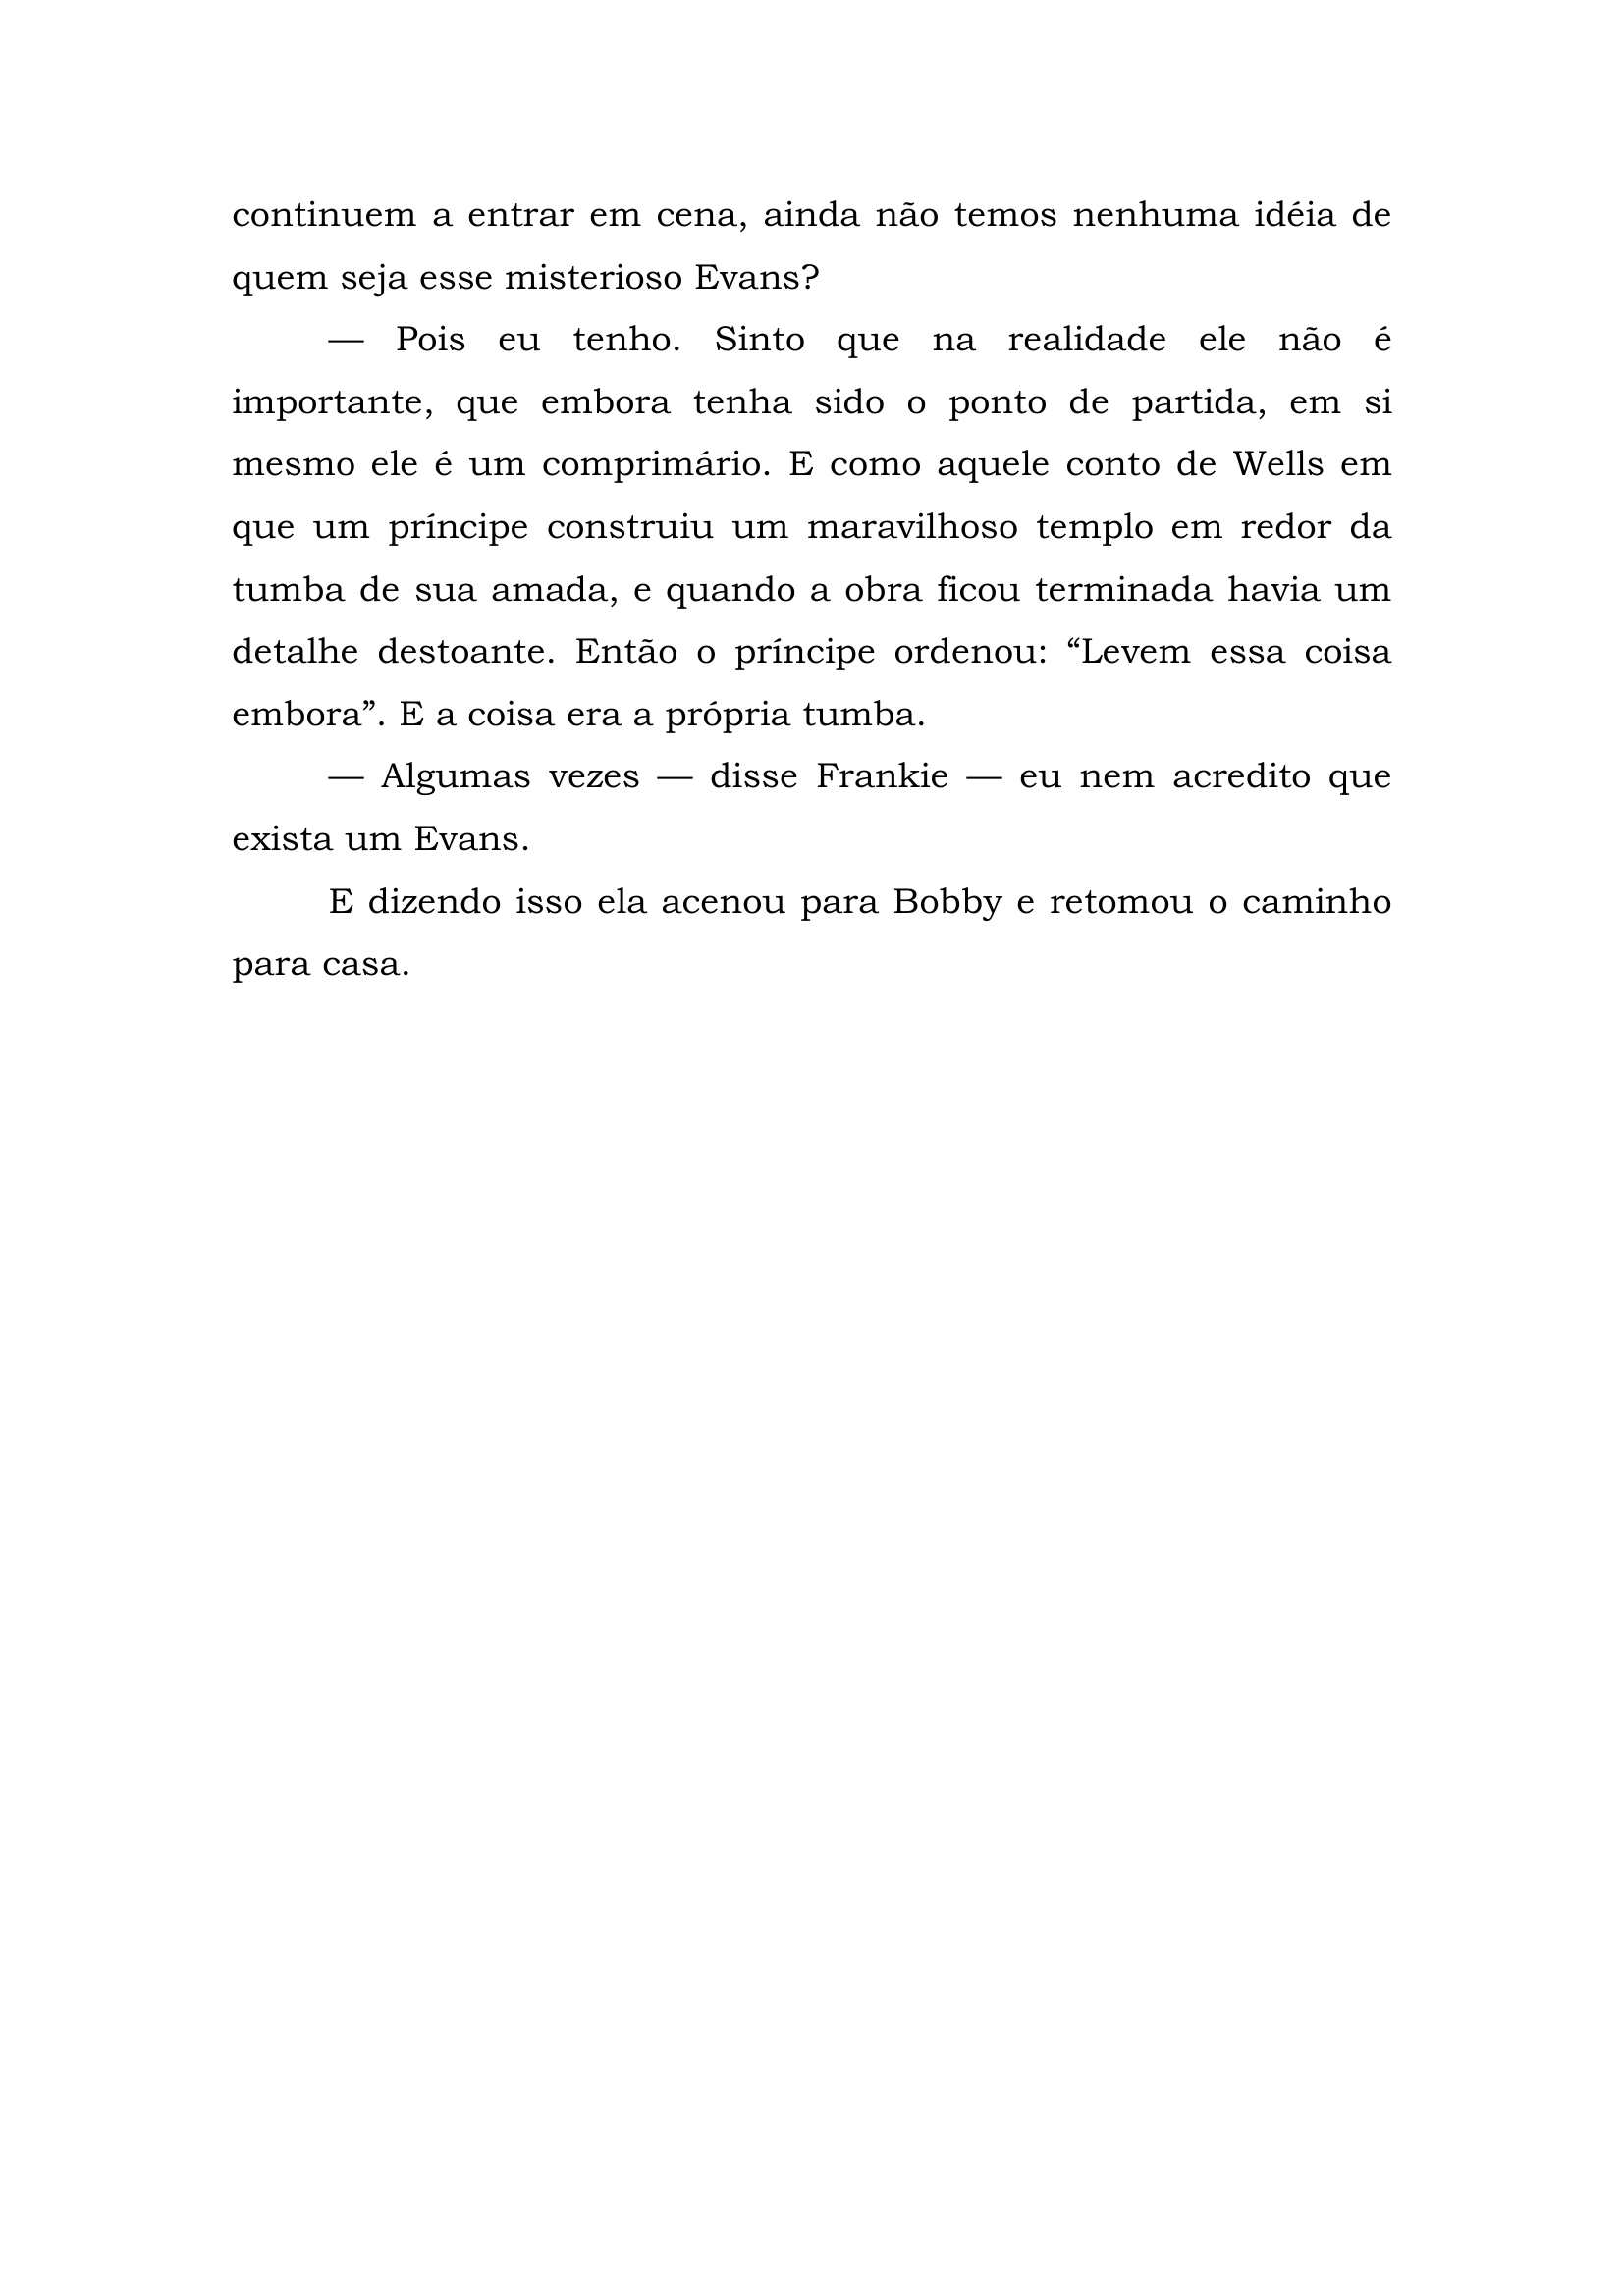 continuem a entrar em cena, ainda não temos nenhuma idéia de
quem seja esse misterioso Evans?
— Pois eu tenho. Sinto que na realidade ele não é
importante, que embora tenha sido o ponto de partida, em si
mesmo ele é um comprimário. E como aquele conto de Wells em
que um príncipe construiu um maravilhoso templo em redor da
tumba de sua amada, e quando a obra ficou terminada havia um
detalhe destoante. Então o príncipe ordenou: “Levem essa coisa
embora”. E a coisa era a própria tumba.
— Algumas vezes — disse Frankie — eu nem acredito que
exista um Evans.
E dizendo isso ela acenou para Bobby e retomou o caminho
para casa.